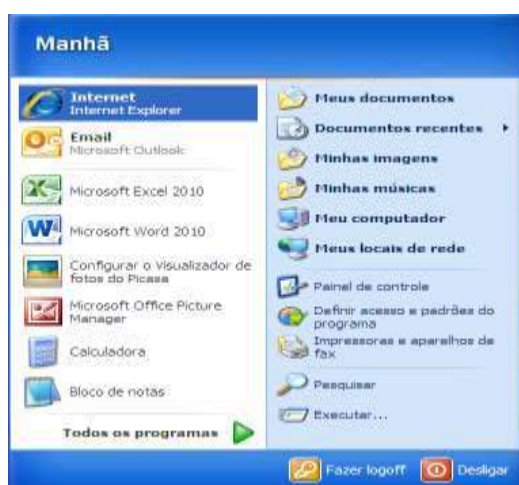 Manhã
Internet
Internet Explorer
Email
Microsoft Outlook
Microsoft Excel 2010
Microsoft Word 2010
Configurar o Visualizador de
fotos do Picasa
Microsoft Office Picture
Manager
Calculadora
Bloco de notas
Todos os programas
Meus documentos
Documentos recentes
Minhas imagens
Minhas músicas
Meu computador
Meus locais de rede
Painel de controle
Definir acesso e padrões do
programa
Impressoras e aparelhos de
fax
Pesquisar
Executar...
Fazer logoff
Desligar